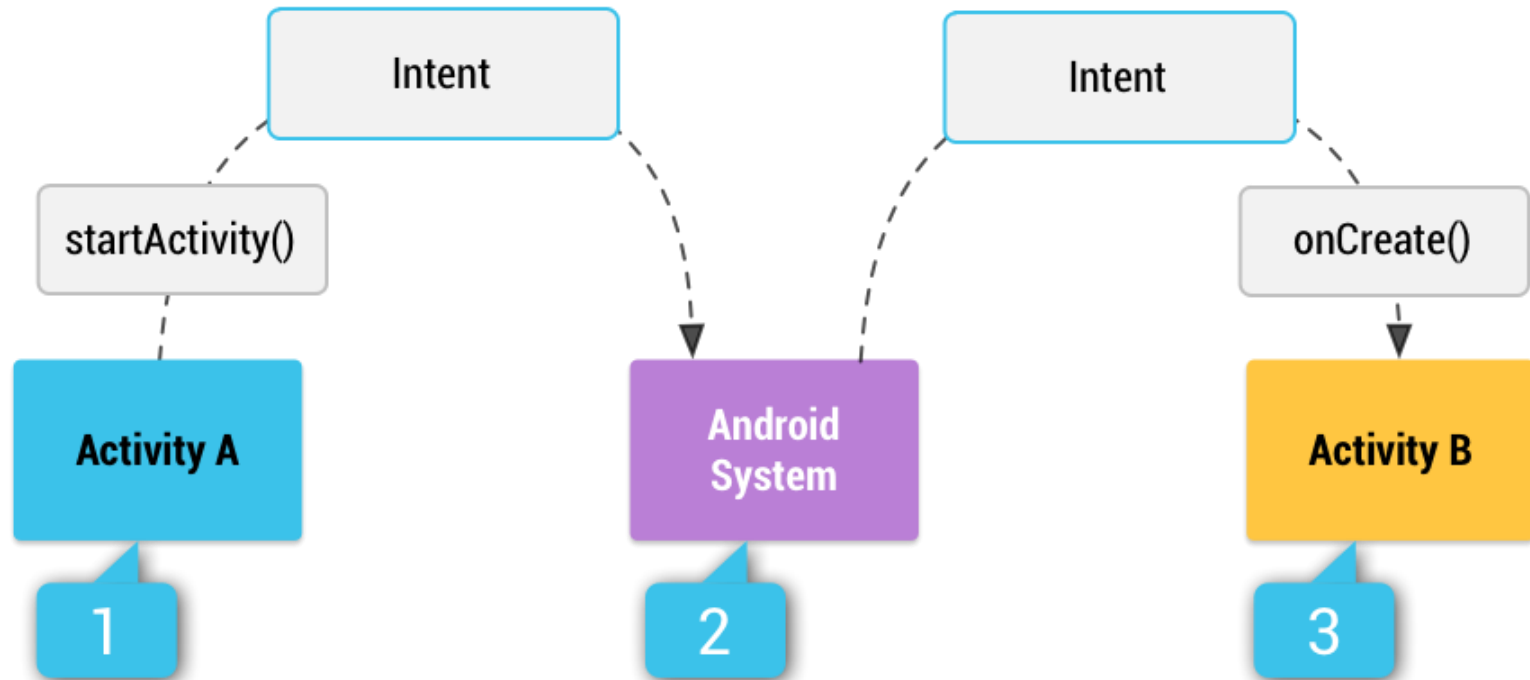 Intent
Intent
startActivity()
onCreate()
Activity A
Android
System
Activity B
1
2
3